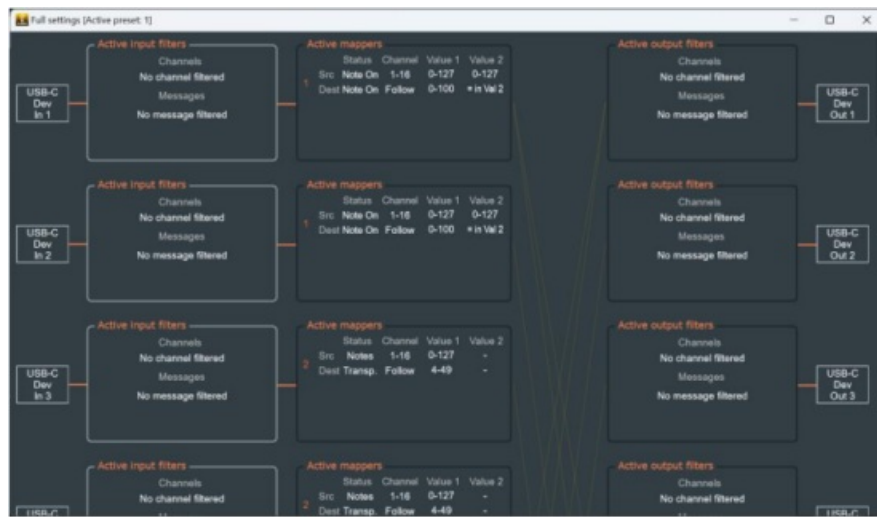 Full settings [Active preset: 1]
Active input filters
Channels
No channel filtered
Messages
No message filtered
USB-C
Dev
In 1
Active mappers
Status Channel Value 1 Value 2
1
Src Note On 1-16 0-127 0-127
Dest Note On Follow 0-100 = in Val 2
Active output filters
Channels
No channel filtered
Messages
No message filtered
USB-C
Dev
Out 1
Active input filters
Channels
No channel filtered
Messages
No message filtered
USB-C
Dev
In 2
Active mappers
Status Channel Value 1 Value 2
1
Src Note On 1-16 0-127 0-127
Dest Note On Follow 0-100 = in Val 2
Active output filters
Channels
No channel filtered
Messages
No message filtered
USB-C
Dev
Out 2
Active input filters
Channels
No channel filtered
Messages
No message filtered
USB-C
Dev
In 3
Active mappers
Status Channel Value 1 Value 2
2
Src Notes 1-16 0-127 -
Dest Transp. Follow 4-49 -
Active output filters
Channels
No channel filtered
Messages
No message filtered
USB-C
Dev
Out 3
Active input filters
Channels
No channel filtered
USB-C
Active mappers
Status Channel Value 1 Value 2
2
Src Notes 1-16 0-127 -
Dest Transp. Follow 4-49 -
Active output filters
Channels
No channel filtered
USB-C